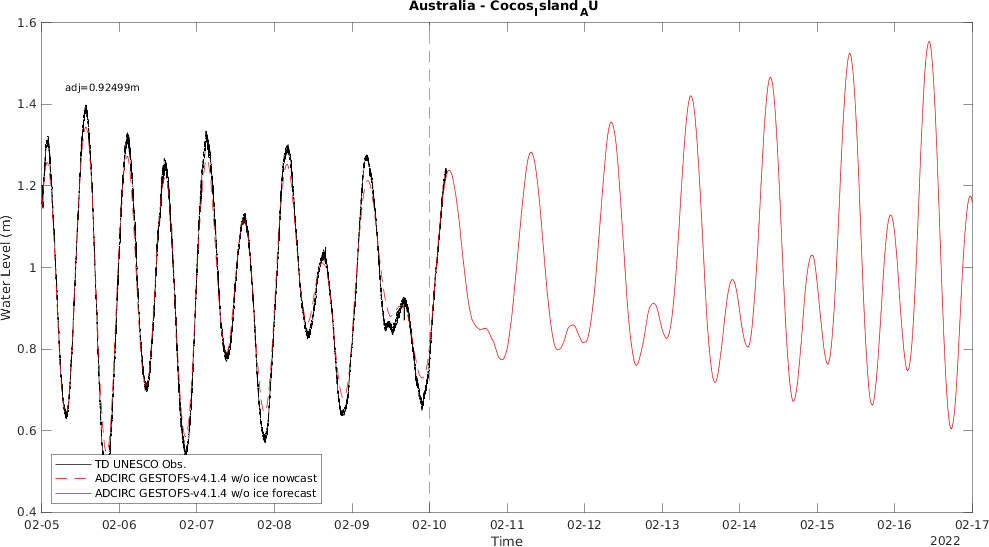 Australia - Cocos_Island_AU
adj=0.92499m
Water Level (m)
1.6
1.4
1.2
1
0.8
0.6
0.4
TD UNESCO Obs.
ADCIRC GESTOFS-v4.1.4 w/o ice nowcast
ADCIRC GESTOFS-v4.1.4 w/o ice forecast
02-05 02-06 02-07 02-08 02-09 02-10 02-11 02-12 02-13 02-14 02-15 02-16 02-17
Time
2022